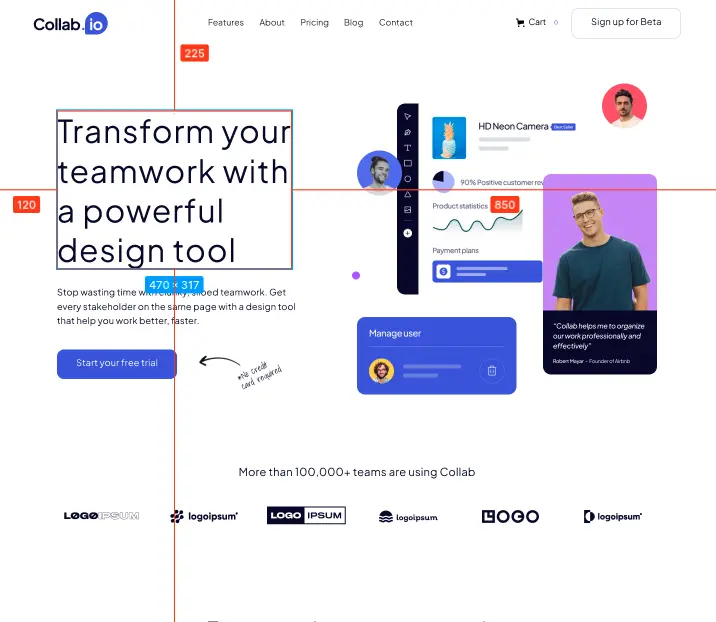 Collab.io
Features About Pricing Blog Contact
Cart 0
Sign up for Beta
225
Transform your
teamwork with
a powerful
design tool
120
470 × 317
850
Stop wasting time with clunky, siloed teamwork. Get
every stakeholder on the same page with a design tool
that help you work better, faster.
Start your free trial
*No credit
card required
HD Neon Camera
Best Seller
90% Positive customer rev
Product statistics
Payment plans
Manage user
"Collab helps me to organize
our work professionally and
effectively"
Robert Mayar - Founder of Airbnb
More than 100,000+ teams are using Collab
LOGOIPSUM
logoipsum
LOGO IPSUM
logoipsum
LOGO
logoipsum